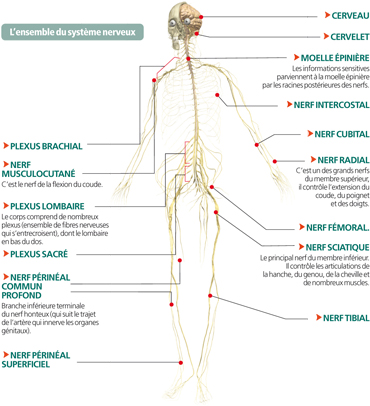 L'ensemble du système nerveux
CERVEAU
CERVELET
MOELLE ÉPINIÈRE
Les informations sensitives
parviennent à la moelle épinière
par les racines postérieures des nerfs.
NERF INTERCOSTAL
NERF CUBITAL
NERF RADIAL
C'est un des grands nerfs
du membre supérieur,
il contrôle l'extension du
coude, du poignet
et des doigts.
NERF FÉMORAL.
NERF SCIATIQUE
Le principal nerf du membre inférieur.
Il contrôle les articulations de
la hanche, du genou, de la cheville et
de nombreux muscles.
NERF TIBIAL
PLEXUS BRACHIAL
NERF
MUSCULOCUTANÉ
C'est le nerf de la flexion du coude.
PLEXUS LOMBAIRE
Le corps comprend de nombreux
plexus (ensemble de fibres nerveuses
qui s'entrecroisent), dont le lombaire
en bas du dos.
PLEXUS SACRÉ
NERF PÉRINÉAL
COMMUN
PROFOND
Branche inférieure terminale
du nerf honteux (qui suit le trajet
de l'artère qui innerve les organes
génitaux).
NERF PÉRINÉAL
SUPERFICIEL